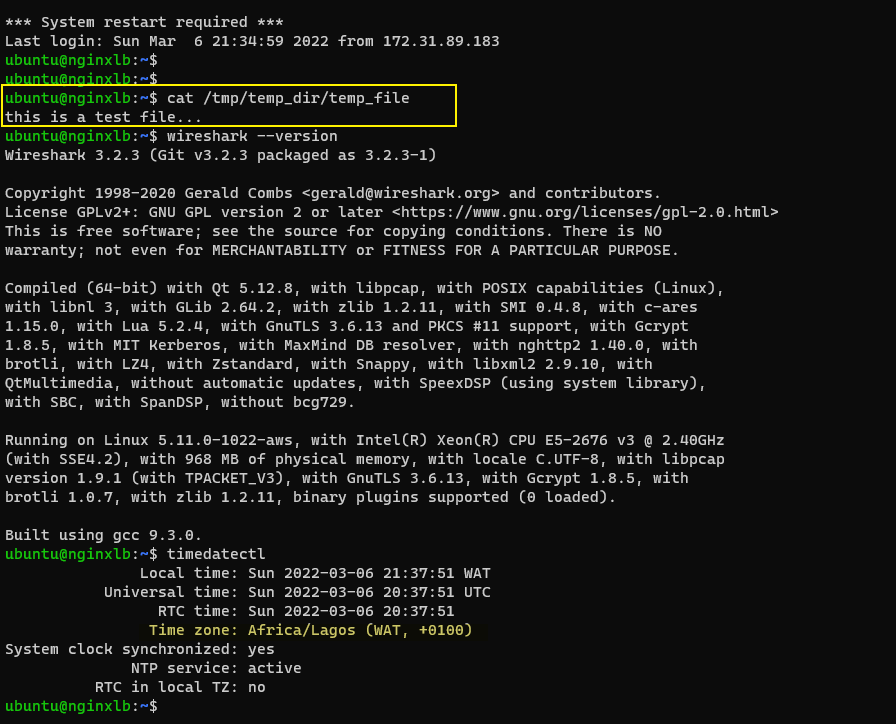 *** System restart required ***
Last login: Sun Mar  6 21:34:59 2022 from 172.31.89.183
ubuntu@nginxlb:~$
ubuntu@nginxlb:~$
ubuntu@nginxlb:~$ cat /tmp/temp_dir/temp_file
this is a test file...
ubuntu@nginxlb:~$ wireshark --version
Wireshark 3.2.3 (Git v3.2.3 packaged as 3.2.3-1)

Copyright 1998-2020 Gerald Combs <gerald@wireshark.org> and contributors.
License GPLv2+: GNU GPL version 2 or later <https://www.gnu.org/licenses/gpl-2.0.html>
This is free software; see the source for copying conditions. There is NO
warranty; not even for MERCHANTABILITY or FITNESS FOR A PARTICULAR PURPOSE.

Compiled (64-bit) with Qt 5.12.8, with libpcap, with POSIX capabilities (Linux),
with libnl 3, with GLib 2.64.2, with zlib 1.2.11, with SMI 0.4.8, with c-ares
1.15.0, with Lua 5.2.4, with GnuTLS 3.6.13 and PKCS #11 support, with Gcrypt
1.8.5, with MIT Kerberos, with MaxMind DB resolver, with nghttp2 1.40.0, with
brotli, with LZ4, with Zstandard, with Snappy, with libxml2 2.9.10, with
QtMultimedia, without automatic updates, with SpeexDSP (using system library),
with SBC, with SpanDSP, without bcg729.

Running on Linux 5.11.0-1022-aws, with Intel(R) Xeon(R) CPU E5-2676 v3 @ 2.40GHz
(with SSE4.2), with 968 MB of physical memory, with locale C.UTF-8, with libpcap
version 1.9.1 (with TPACKET_V3), with GnuTLS 3.6.13, with Gcrypt 1.8.5, with
brotli 1.0.7, with zlib 1.2.11, binary plugins supported (0 loaded).

Built using gcc 9.3.0.
ubuntu@nginxlb:~$ timedatectl
               Local time: Sun 2022-03-06 21:37:51 WAT
           Universal time: Sun 2022-03-06 20:37:51 UTC
                 RTC time: Sun 2022-03-06 20:37:51
                Time zone: Africa/Lagos (WAT, +0100)
System clock synchronized: yes
              NTP service: active
          RTC in local TZ: no
ubuntu@nginxlb:~$